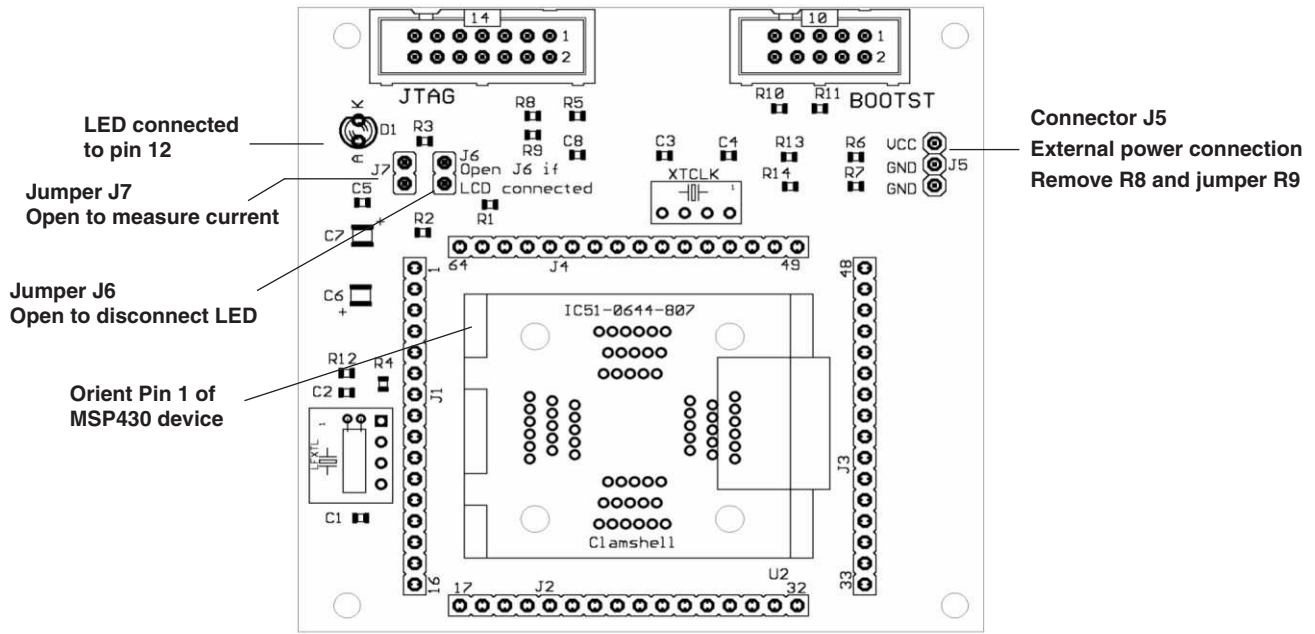 14
10
1
2
1
2
JTAG
BOOTST
R10
R11
R8
R5
K
D1
A
R3
R9
C8
C3
C4
R13
R6
VCC
GND
GND
J5
J7
J6
Open J6 if
LCD connected
XTCLK
1
R14
R7
C5
R1
R2
C7
+
C6
+
64
J4
49
1
48
IC51-0644-807
R12
R4
C2
J1
J3
1
LFXTL
C1
Clamshell
16
33
17
J2
U2
32
LED connected
to pin 12
Jumper J7
Open to measure current
Jumper J6
Open to disconnect LED
Orient Pin 1 of
MSP430 device
Connector J5
External power connection
Remove R8 and jumper R9